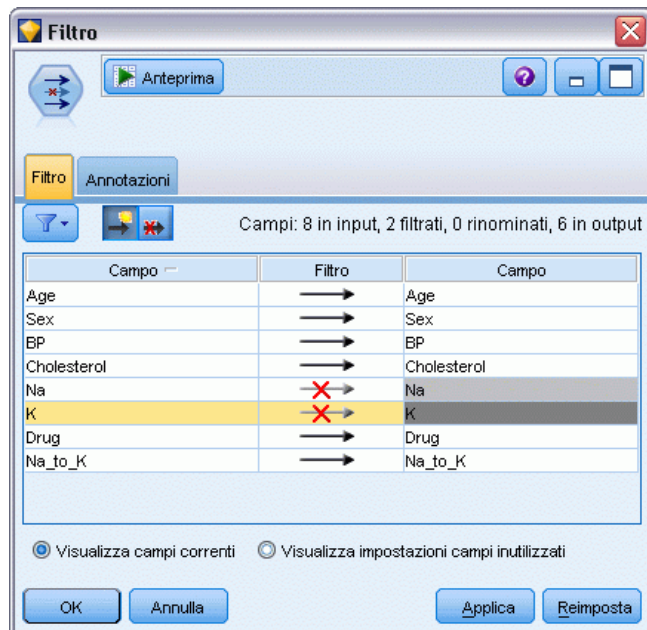 Filtro
Anteprima
Filtro Annotazioni
Campi: 8 in input, 2 filtrati, 0 rinominati, 6 in output
Campo Filtro Campo
Age Age
Sex Sex
BP BP
Cholesterol Cholesterol
Na Na
K K
Drug Drug
Na_to_K Na_to_K
Visualizza campi correnti Visualizza impostazioni campi inutilizzati
OK Annulla Applica Reimposta